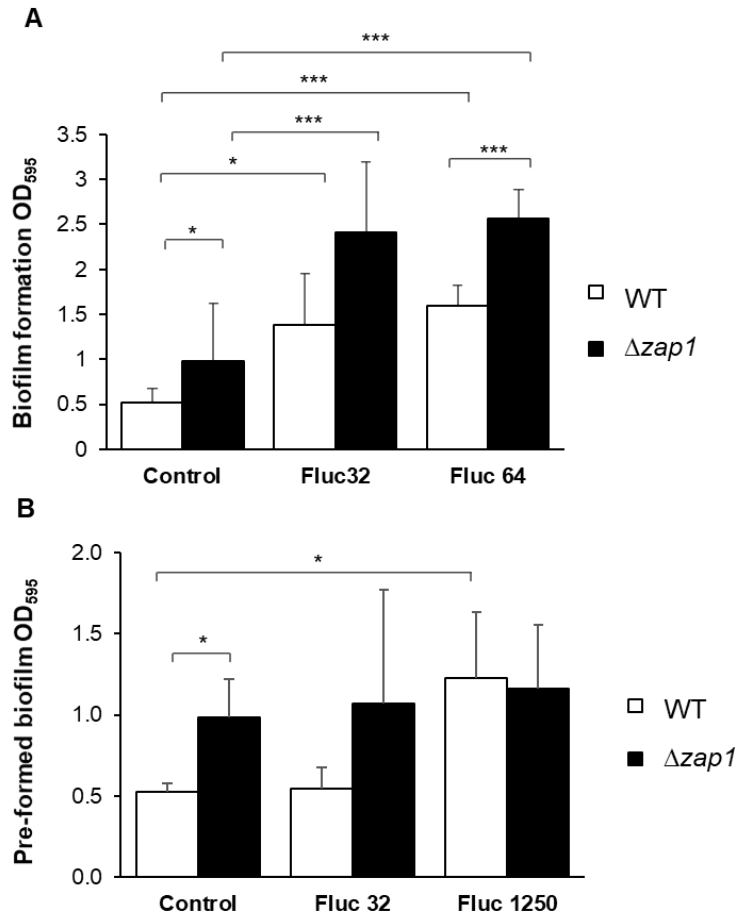 A
***
***
***
*
***
*
3.5
3
2.5
2
1.5
1
0.5
0
Biofilm formation OD595
Control Fluc32 Fluc 64
WT
Δzap1
B
*
*
2.0
1.5
1.0
0.5
0.0
Pre-formed biofilm OD595
Control Fluc 32 Fluc 1250
WT
Δzap1